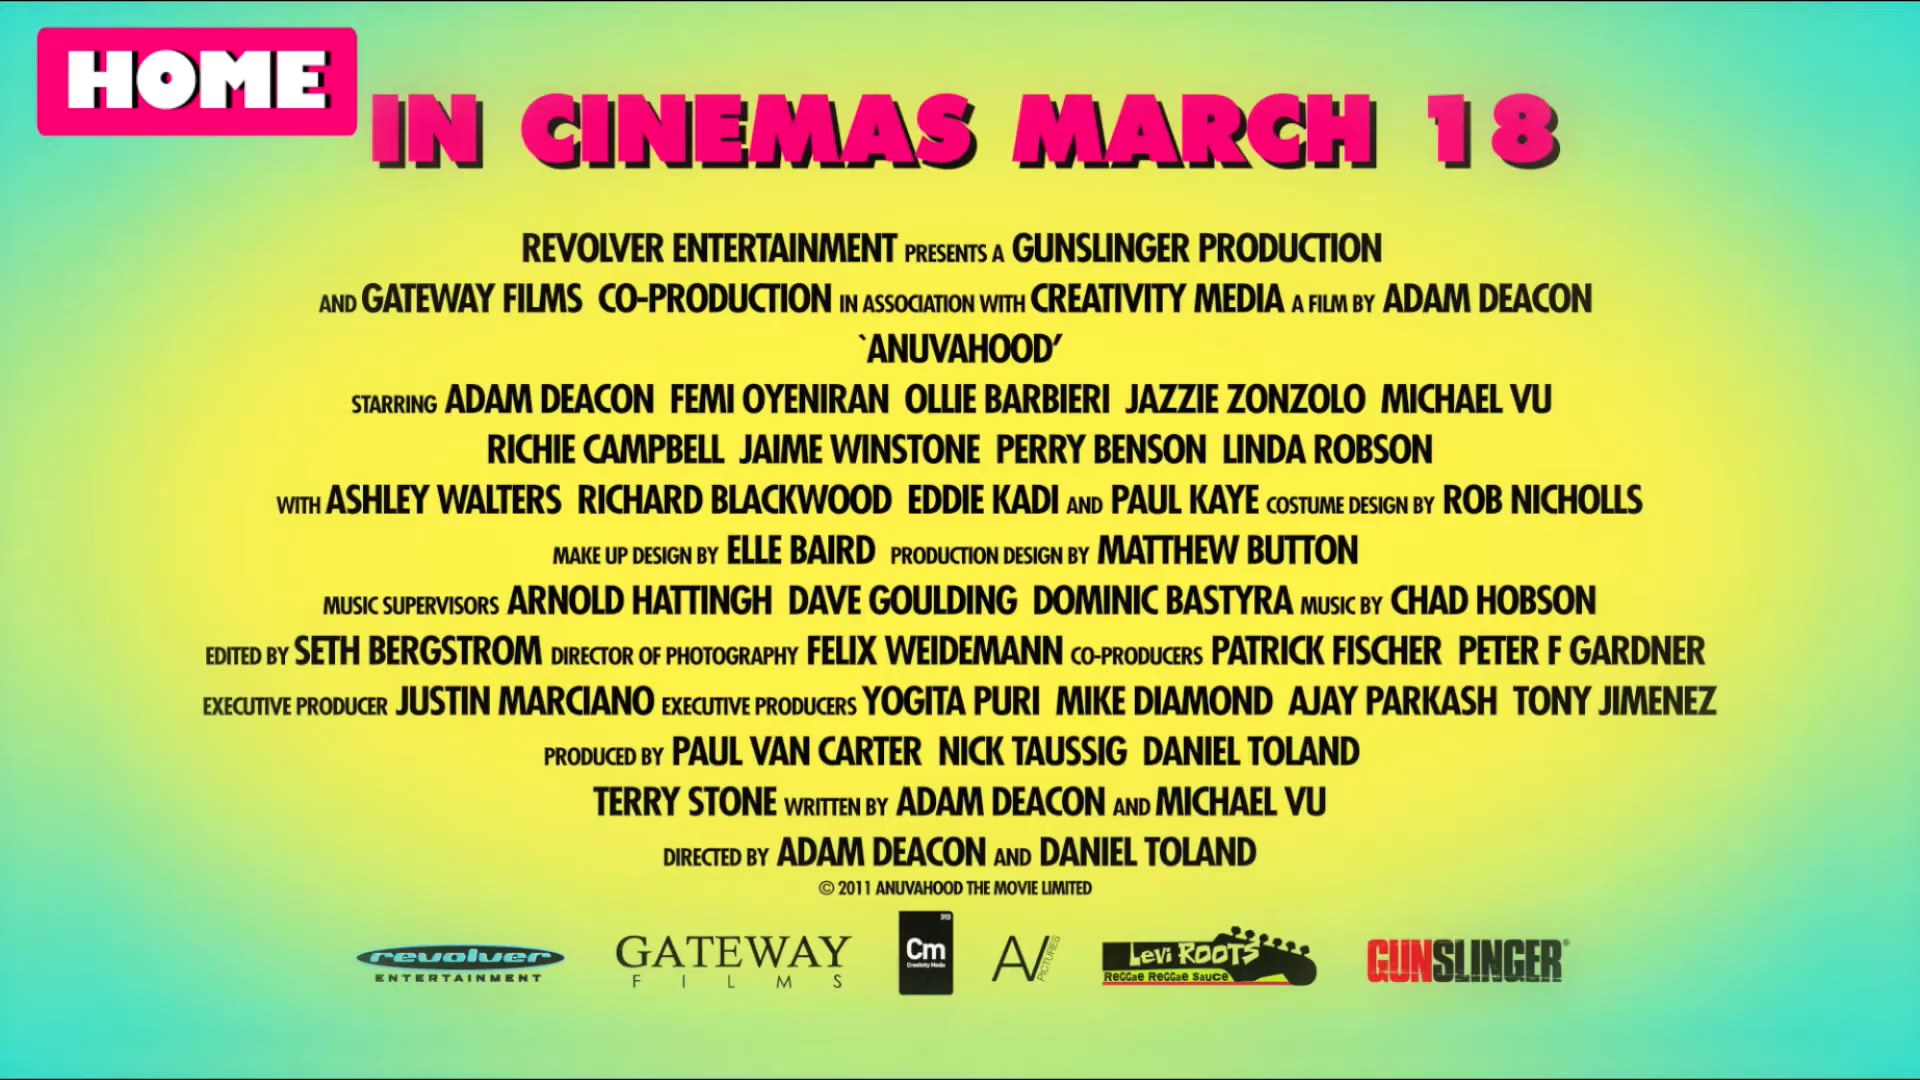 HOME
IN CINEMAS MARCH 18
REVOLVER ENTERTAINMENT PRESENTS A GUNSLINGER PRODUCTION
AND GATEWAY FILMS CO-PRODUCTION IN ASSOCIATION WITH CREATIVITY MEDIA A FILM BY ADAM DEACON
`ANUVAHOOD'
STARRING ADAM DEACON FEMI OYENIRAN OLLIE BARBIERI JAZZIE ZONZOLO MICHAEL VU
RICHIE CAMPBELL JAIME WINSTONE PERRY BENSON LINDA ROBSON
WITH ASHLEY WALTERS RICHARD BLACKWOOD EDDIE KADI AND PAUL KAYE COSTUME DESIGN BY ROB NICHOLLS
MAKE UP DESIGN BY ELLE BAIRD PRODUCTION DESIGN BY MATTHEW BUTTON
MUSIC SUPERVISORS ARNOLD HATTINGH DAVE GOULDING DOMINIC BASTYRA MUSIC BY CHAD HOBSON
EDITED BY SETH BERGSTROM DIRECTOR OF PHOTOGRAPHY FELIX WEIDEMANN CO-PRODUCERS PATRICK FISCHER PETER F GARDNER
EXECUTIVE PRODUCER JUSTIN MARCIANO EXECUTIVE PRODUCERS YOGITA PURI MIKE DIAMOND AJAY PARKASH TONY JIMENEZ
PRODUCED BY PAUL VAN CARTER NICK TAUSSIG DANIEL TOLAND
TERRY STONE WRITTEN BY ADAM DEACON AND MICHAEL VU
DIRECTED BY ADAM DEACON AND DANIEL TOLAND
© 2011 ANUVAHOOD THE MOVIE LIMITED
revolver ENTERTAINMENT
GATEWAY FILMS
Cm Creativity Media
AV PICTURES
Levi ROOTS Reggae Reggae Sauce
GUNSLINGER